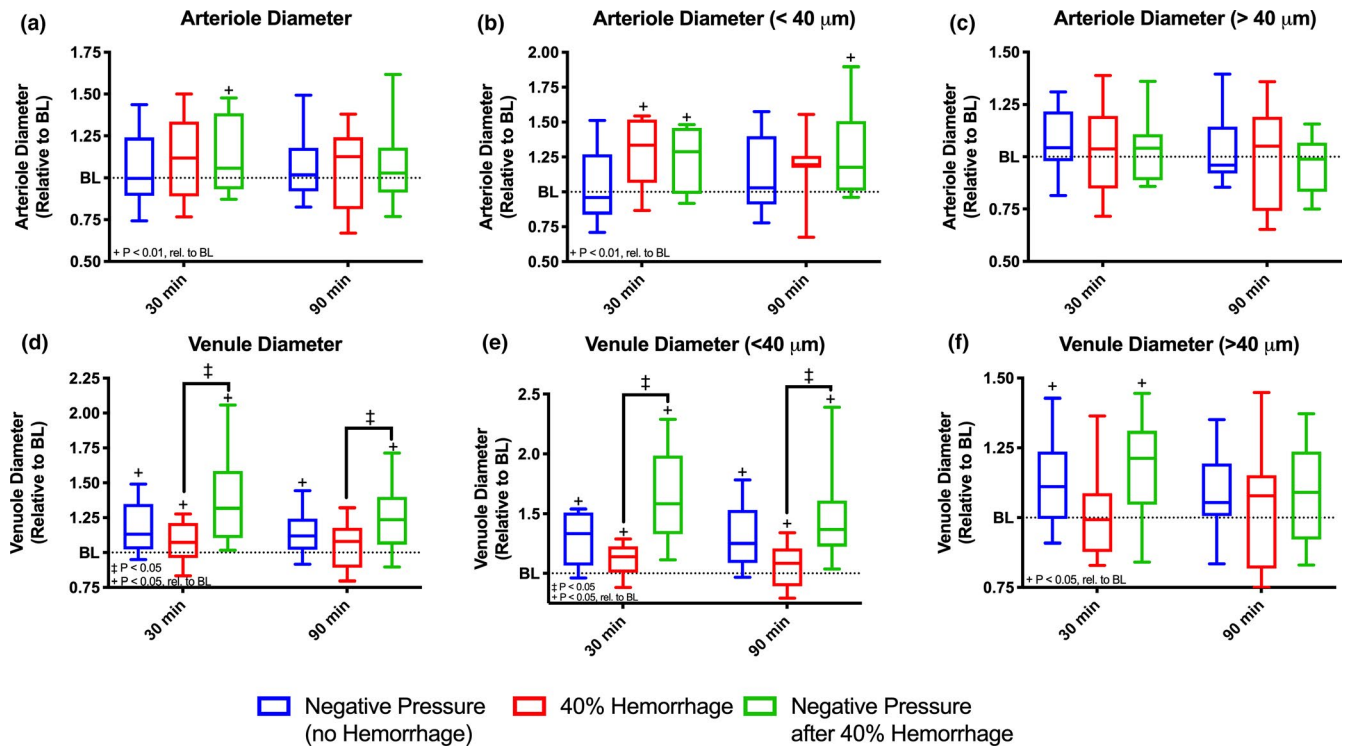 (a) Arteriole Diameter
Arteriole Diameter
(Relative to BL)
1.75
1.50
1.25
BL
0.75
0.50
+
+ P < 0.01, rel. to BL
30 min
90 min
(b) Arteriole Diameter (< 40 μm)
Arteriole Diameter
(Relative to BL)
2.00
1.75
1.50
1.25
BL
0.75
0.50
+
+
+
+ P < 0.01, rel. to BL
30 min
90 min
(c) Arteriole Diameter (> 40 μm)
Arteriole Diameter
(Relative to BL)
1.50
1.25
BL
0.75
0.50
30 min
90 min
(d) Venule Diameter
Venuole Diameter
(Relative to BL)
2.25
2.00
1.75
1.50
1.25
BL
0.75
‡
‡
+
+
+
+
+
‡ P < 0.05
+ P < 0.05, rel. to BL
30 min
90 min
(e) Venule Diameter (<40 μm)
Venuole Diameter
(Relative to BL)
2.5
2.0
1.5
BL
‡
‡
+
+
+
+
+
+
‡ P < 0.05
+ P < 0.05, rel. to BL
30 min
90 min
(f) Venule Diameter (>40 μm)
Venuole Diameter
(Relative to BL)
1.50
1.25
BL
0.75
+
+
+ P < 0.05, rel. to BL
30 min
90 min
Negative Pressure
(no Hemorrhage)
40% Hemorrhage
Negative Pressure
after 40% Hemorrhage